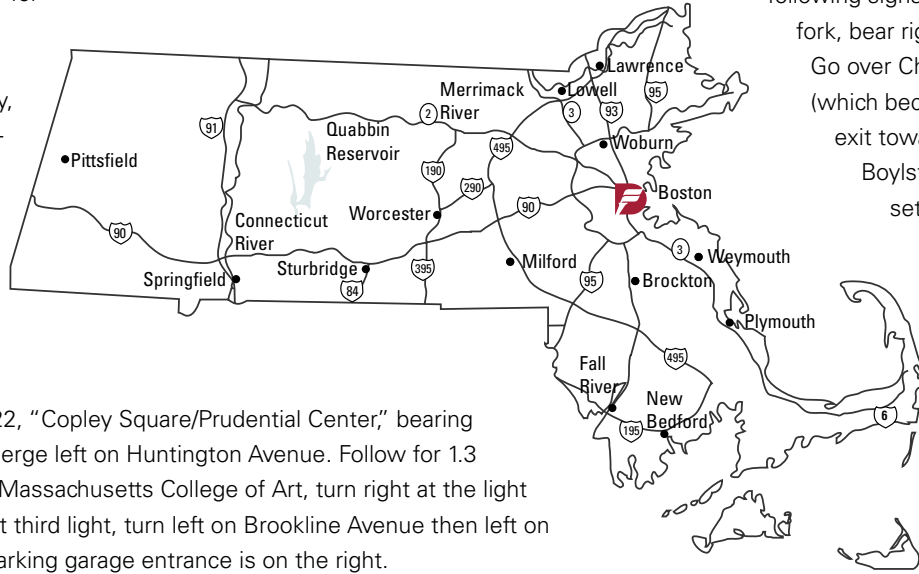 following signs
fork, bear rig
Go over Ch
(which bec
exit towa
Boylst
set
y,
-
Lawrence
Merrimack
River
Lowell
95
93
3
2
91
Quabbin
Reservoir
495
Woburn
Pittsfield
190
290
Boston
Connecticut
River
Worcester
90
90
3
Weymouth
Springfield
Sturbridge
395
Milford
95
Brockton
84
Plymouth
495
Fall
River
New
Bedford
195
6
22, “Copley Square/Prudential Center,” bearing
erge left on Huntington Avenue. Follow for 1.3
Massachusetts College of Art, turn right at the light
t third light, turn left on Brookline Avenue then left on
arking garage entrance is on the right.